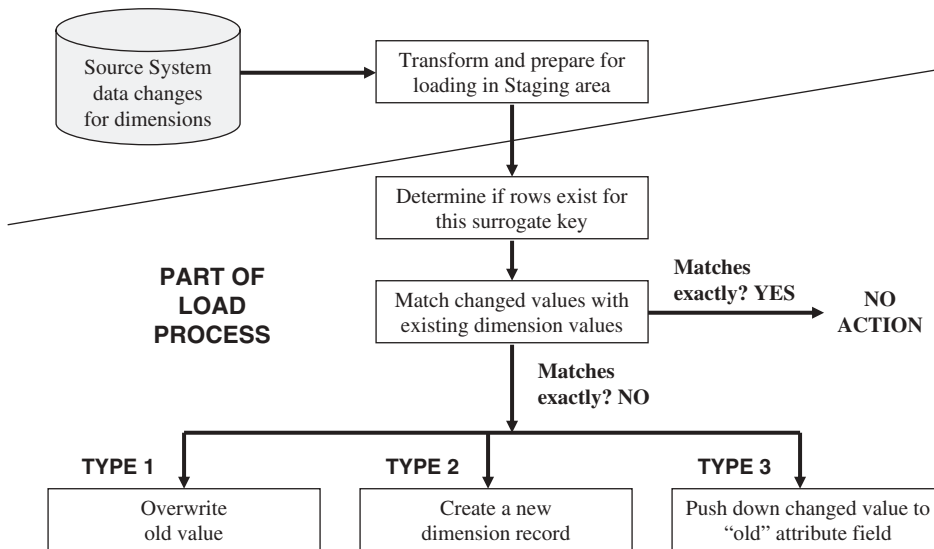 Source System
data changes
for dimensions
Transform and prepare for
loading in Staging area
Determine if rows exist for
this surrogate key
PART OF
LOAD
PROCESS
Match changed values with
existing dimension values
Matches
exactly? YES
NO
ACTION
Matches
exactly? NO
TYPE 1
Overwrite
old value
TYPE 2
Create a new
dimension record
TYPE 3
Push down changed value to
“old” attribute field